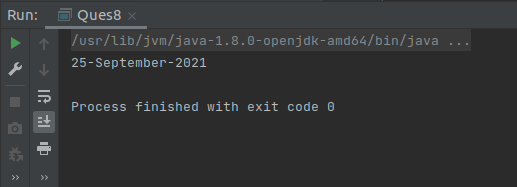 Run: Ques8 ×
/usr/lib/jvm/java-1.8.0-openjdk-amd64/bin/java ...
25-September-2021
Process finished with exit code 0